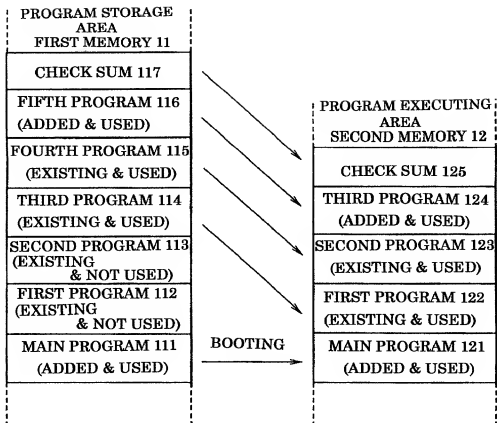 PROGRAM STORAGE
AREA
FIRST MEMORY 11
CHECK SUM 117
FIFTH PROGRAM 116
(ADDED & USED)
FOURTH PROGRAM 115
(EXISTING & USED)
THIRD PROGRAM 114
(EXISTING & USED)
SECOND PROGRAM 113
(EXISTING
& NOT USED)
FIRST PROGRAM 112
(EXISTING
& NOT USED)
MAIN PROGRAM 111
(ADDED & USED)
BOOTING
PROGRAM EXECUTING
AREA
SECOND MEMORY 12
CHECK SUM 125
THIRD PROGRAM 124
(ADDED & USED)
SECOND PROGRAM 123
(EXISTING & USED)
FIRST PROGRAM 122
(EXISTING & USED)
MAIN PROGRAM 121
(ADDED & USED)